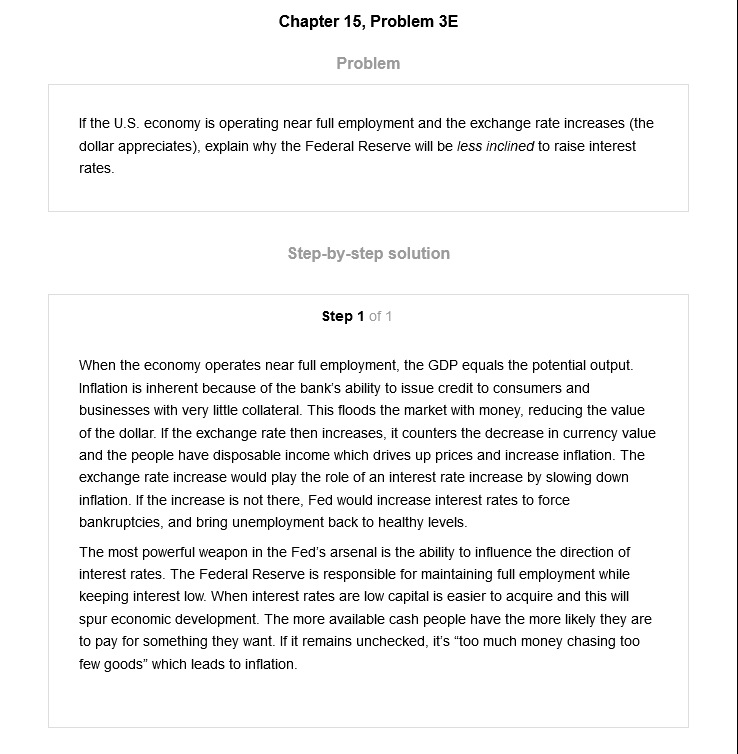 Chapter 15, Problem 3E
Problem
If the U.S. economy is operating near full employment and the exchange rate increases (the
dollar appreciates), explain why the Federal Reserve will be less inclined to raise interest
rates.
Step-by-step solution
Step 1 of 1
When the economy operates near full employment, the GDP equals the potential output.
Inflation is inherent because of the bank's ability to issue credit to consumers and
businesses with very little collateral. This floods the market with money, reducing the value
of the dollar. If the exchange rate then increases, it counters the decrease in currency value
and the people have disposable income which drives up prices and increase inflation. The
exchange rate increase would play the role of an interest rate increase by slowing down
inflation. If the increase is not there, Fed would increase interest rates to force
bankruptcies, and bring unemployment back to healthy levels.
The most powerful weapon in the Fed's arsenal is the ability to influence the direction of
interest rates. The Federal Reserve is responsible for maintaining full employment while
keeping interest low. When interest rates are low capital is easier to acquire and this will
spur economic development. The more available cash people have the more likely they are
to pay for something they want. If it remains unchecked, it's “too much money chasing too
few goods” which leads to inflation.